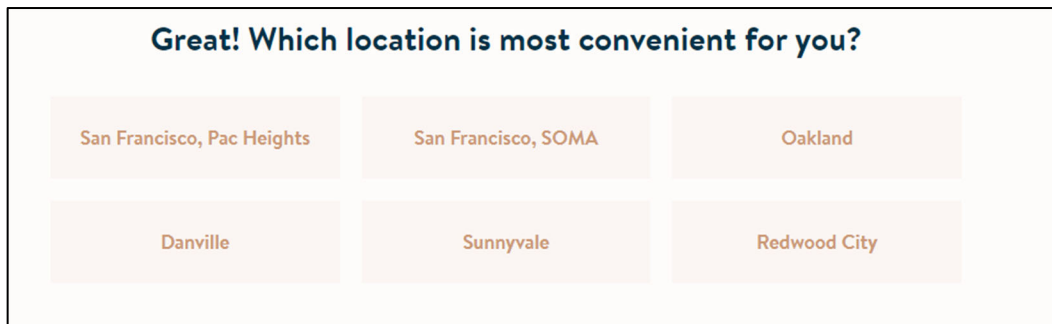 Great! Which location is most convenient for you?
San Francisco, Pac Heights
San Francisco, SOMA
Oakland
Danville
Sunnyvale
Redwood City